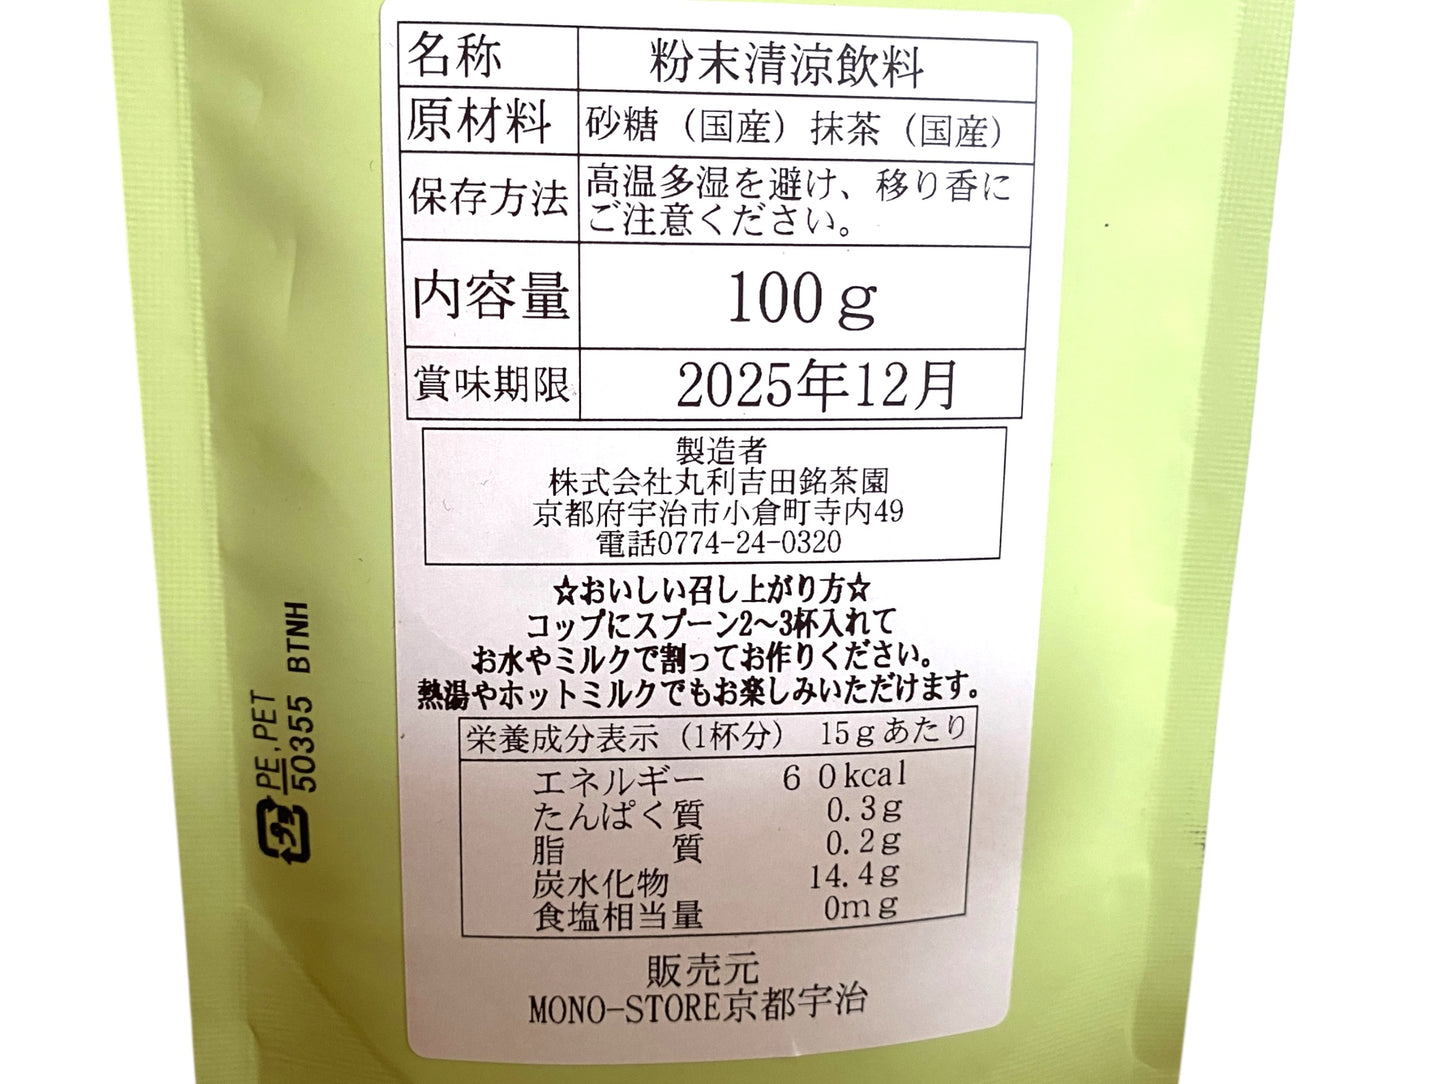 名称 粉末清涼飲料
原材料 砂糖（国産）抹茶（国産）
保存方法 高温多湿を避け、移り香に
ご注意ください。
内容量 100ｇ
賞味期限 2025年12月
製造者
株式会社丸利吉田銘茶園
京都府宇治市小倉町寺内49
電話0774-24-0320
☆おいしい召し上がり方☆
コップにスプーン2～3杯入れて
お水やミルクで割ってお作りください。
熱湯やホットミルクでもお楽しみいただけます。
栄養成分表示（1杯分） 15ｇあたり
エネルギー ６０kcal
たんぱく質 0.3g
脂質 0.2g
炭水化物 14.4g
食塩相当量 0mg
販売元
MONO-STORE京都宇治
プラ PE,PET
50355 BTNH